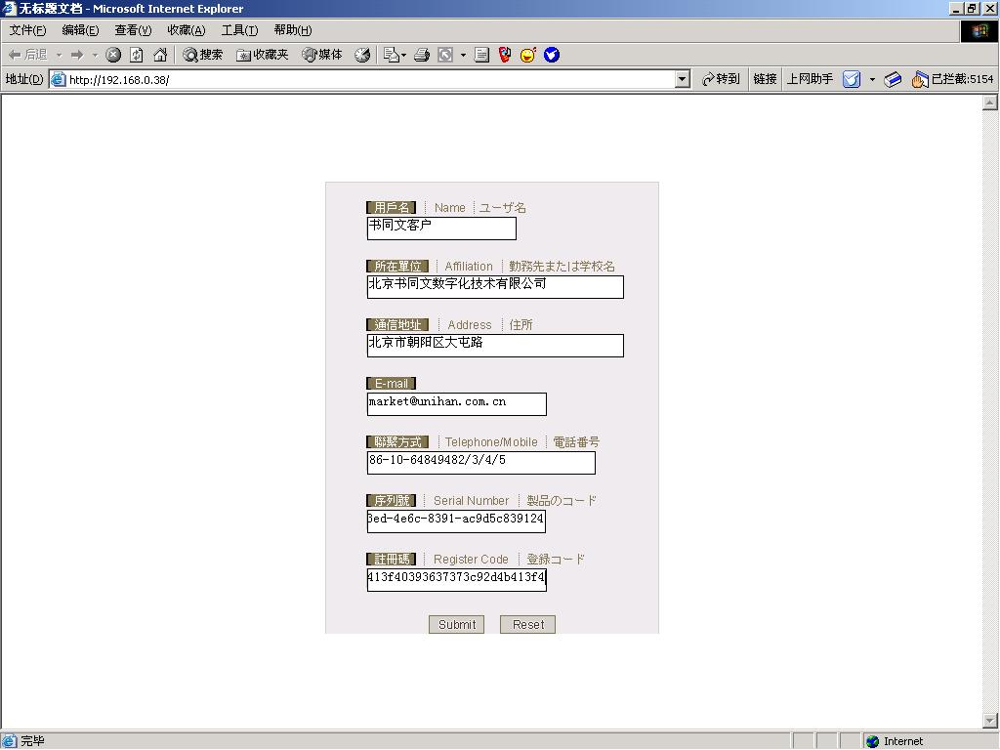 无标题文档 - Microsoft Internet Explorer
文件(F) 编辑(E) 查看(V) 收藏(A) 工具(T) 帮助(H)
后退 搜索 收藏夹 媒体
地址(D) http://192.168.0.38/ 转到 链接 上网助手 已拦截:5154
用戶名 Name ユーザ名
书同文客户
所在單位 Affiliation 勤務先または学校名
北京书同文数字化技术有限公司
通信地址 Address 住所
北京市朝阳区大屯路
E-mail
market@unihan.com.cn
聯繫方式 Telephone/Mobile 電話番号
86-10-64849482/3/4/5
序列號 Serial Number 製品のコード
3ed-4e6c-8391-ac9d5c839124
註冊碼 Register Code 登録コード
413f40393637373c92d4b413f4
Submit Reset
完毕 Internet